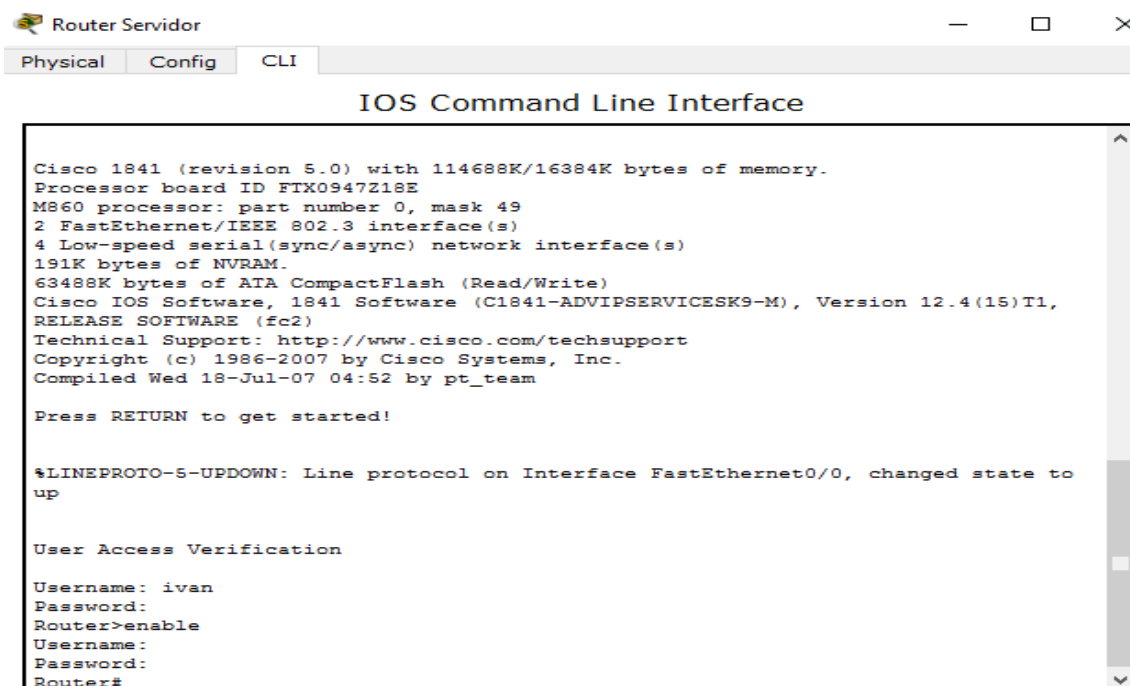 Router Servidor
Physical Config CLI
IOS Command Line Interface
Cisco 1841 (revision 5.0) with 114688K/16384K bytes of memory.
Processor board ID FTX0947Z18E
M860 processor: part number 0, mask 49
2 FastEthernet/IEEE 802.3 interface(s)
4 Low-speed serial(sync/async) network interface(s)
191K bytes of NVRAM.
63488K bytes of ATA CompactFlash (Read/Write)
Cisco IOS Software, 1841 Software (C1841-ADVIPSERVICESK9-M), Version 12.4(15)T1,
RELEASE SOFTWARE (fc2)
Technical Support: http://www.cisco.com/techsupport
Copyright (c) 1986-2007 by Cisco Systems, Inc.
Compiled Wed 18-Jul-07 04:52 by pt_team
Press RETURN to get started!
%LINEPROTO-5-UPDOWN: Line protocol on Interface FastEthernet0/0, changed state to
up
User Access Verification
Username: ivan
Password:
Router>enable
Username:
Password:
Router#